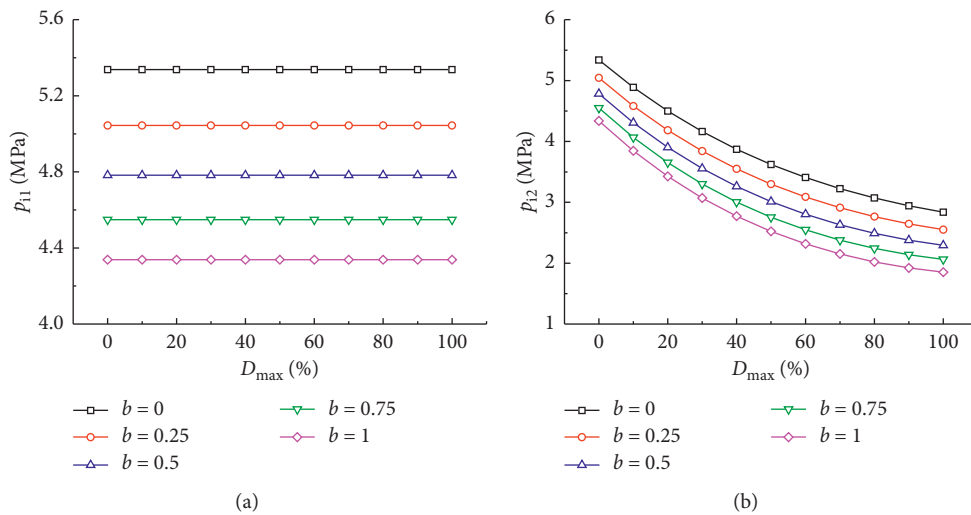 5.6
5.2
4.8
4.4
4.0
p_i1 (MPa)
0 20 40 60 80 100
D_max (%)
b = 0
b = 0.25
b = 0.5
b = 0.75
b = 1
(a)
6
5
4
3
2
1
p_i2 (MPa)
0 20 40 60 80 100
D_max (%)
b = 0
b = 0.25
b = 0.5
b = 0.75
b = 1
(b)